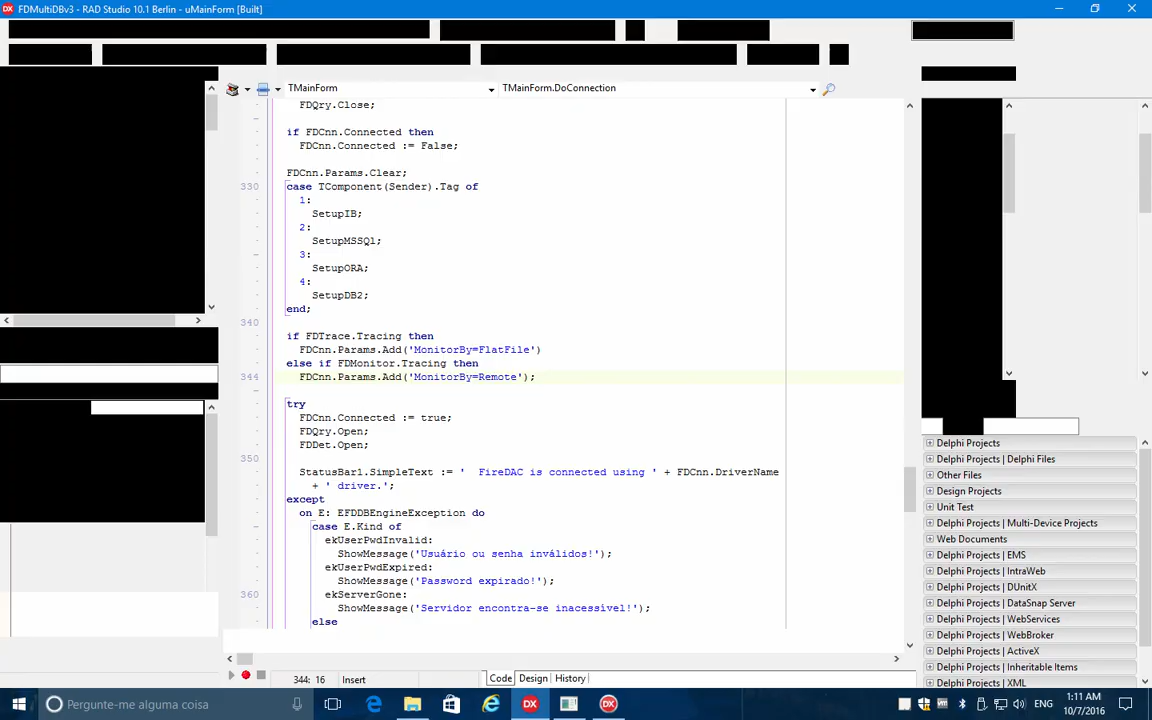 FDMultiDBv3 - RAD Studio 10.1 Berlin - uMainForm [Built]
TMainForm
TMainForm.DoConnection
FDQry.Close;
if FDCnn.Connected then
FDCnn.Connected := False;
FDCnn.Params.Clear;
330 case TComponent(Sender).Tag of
1:
SetupIB;
2:
SetupMSSQl;
3:
SetupORA;
4:
SetupDB2;
end;
340
if FDTrace.Tracing then
FDCnn.Params.Add('MonitorBy=FlatFile')
else if FDMonitor.Tracing then
344 FDCnn.Params.Add('MonitorBy=Remote');
try
FDCnn.Connected := true;
FDQry.Open;
FDDet.Open;
350
StatusBar1.SimpleText := '  FireDAC is connected using ' + FDCnn.DriverName
+ ' driver.';
except
on E: EFDDBEngineException do
case E.Kind of
ekUserPwdInvalid:
ShowMessage('Usuário ou senha inválidos!');
ekUserPwdExpired:
ShowMessage('Password expirado!');
360 ekServerGone:
ShowMessage('Servidor encontra-se inacessível!');
else
344: 16 Insert
Code Design History
Delphi Projects
Delphi Projects | Delphi Files
Other Files
Design Projects
Unit Test
Delphi Projects | Multi-Device Projects
Web Documents
Delphi Projects | EMS
Delphi Projects | IntraWeb
Delphi Projects | DUnitX
Delphi Projects | DataSnap Server
Delphi Projects | WebServices
Delphi Projects | WebBroker
Delphi Projects | ActiveX
Delphi Projects | Inheritable Items
Delphi Projects | XML
Pergunte-me alguma coisa
ENG
1:11 AM
10/7/2016